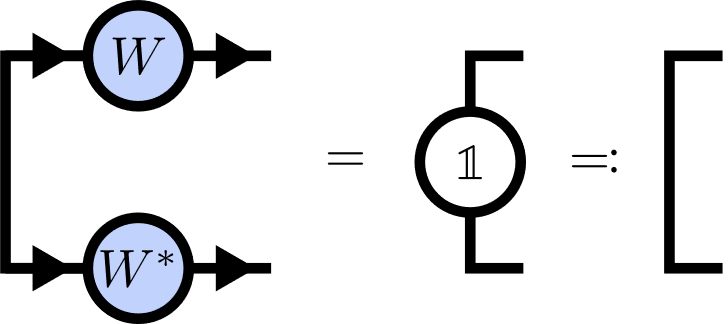 W
= 𝟙 =:
W*